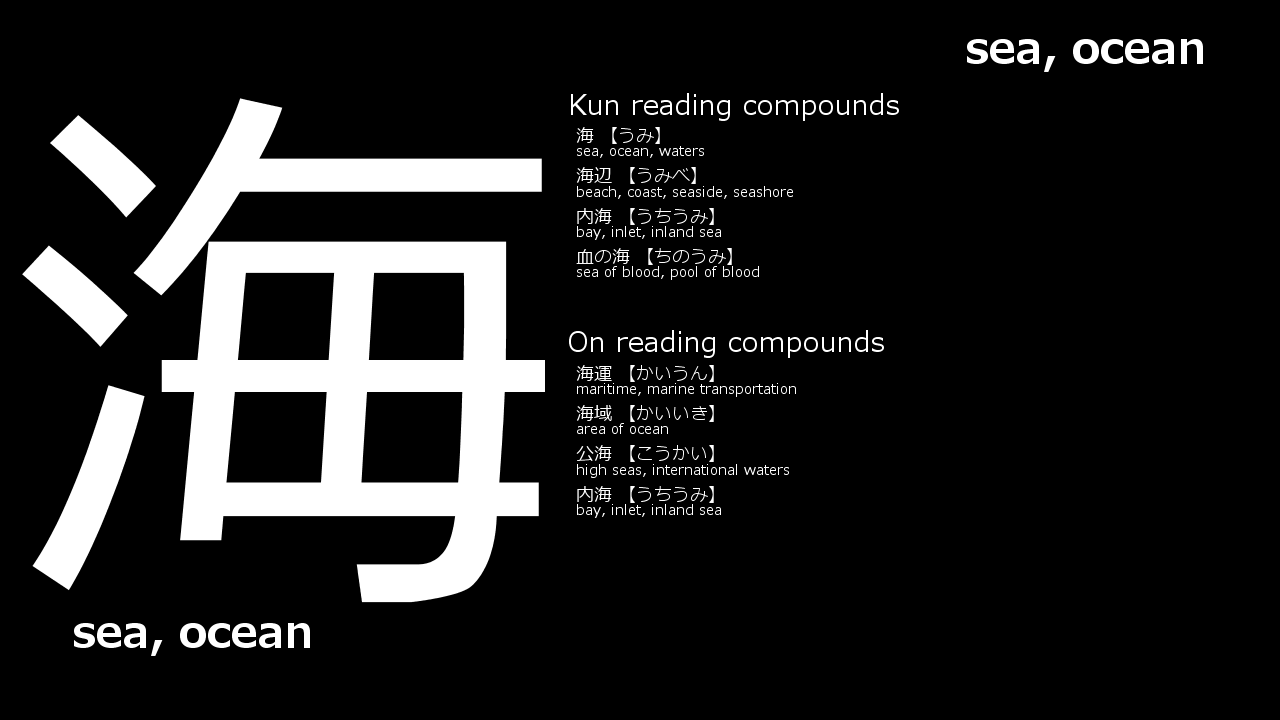 sea, ocean
海
Kun reading compounds
海 【うみ】
sea, ocean, waters
海辺 【うみべ】
beach, coast, seaside, seashore
内海 【うちうみ】
bay, inlet, inland sea
血の海 【ちのうみ】
sea of blood, pool of blood
On reading compounds
海運 【かいうん】
maritime, marine transportation
海域 【かいいき】
area of ocean
公海 【こうかい】
high seas, international waters
内海 【うちうみ】
bay, inlet, inland sea
sea, ocean